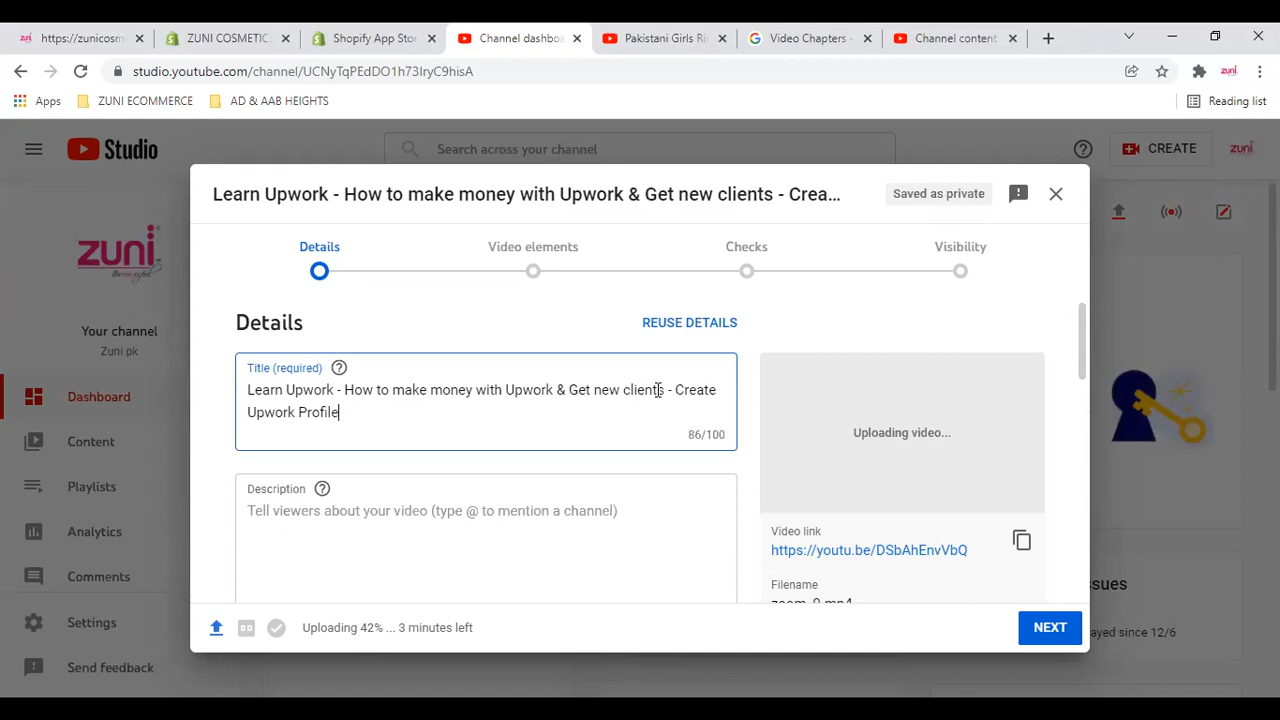 https://zunicosm
ZUNI COSMETIC
Shopify App Stor
Channel dashboa
Pakistani Girls Ri
Video Chapters -
Channel content
studio.youtube.com/channel/UCNyTqPEdDO1h73IryC9hisA
Apps
ZUNI ECOMMERCE
AD & AAB HEIGHTS
Reading list
Studio
Search across your channel
CREATE
zuni
Learn Upwork - How to make money with Upwork & Get new clients - Crea...
Saved as private
Details
Video elements
Checks
Visibility
zuni
Your channel
Zuni pk
Dashboard
Content
Playlists
Analytics
Comments
Settings
Send feedback
Details
REUSE DETAILS
Title (required)
Learn Upwork - How to make money with Upwork & Get new clients - Create
Upwork Profile
86/100
Description
Tell viewers about your video (type @ to mention a channel)
Uploading video...
Video link
https://youtu.be/DSbAhEnvVbQ
Filename
zoom_0.mp4
Uploading 42% ... 3 minutes left
NEXT
ssues
ayed since 12/6